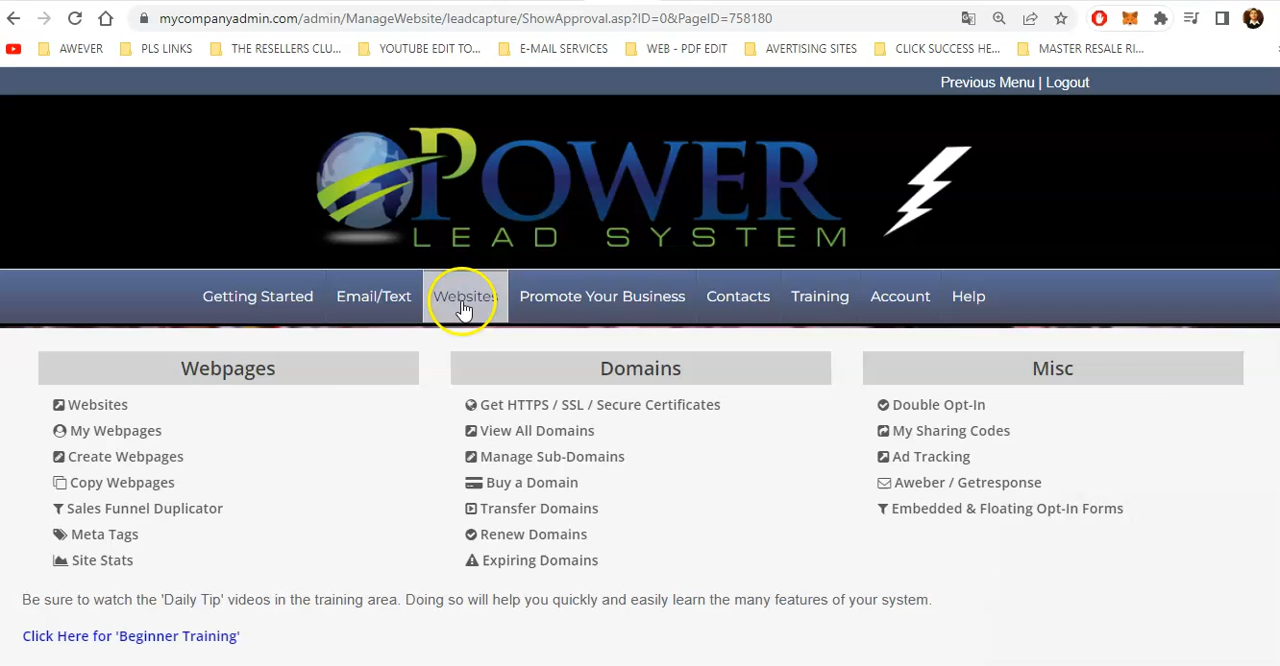 mycompanyadmin.com/admin/ManageWebsite/leadcapture/ShowApproval.asp?ID=0&PageID=758180
AWEVER PLS LINKS THE RESELLERS CLU... YOUTUBE EDIT TO... E-MAIL SERVICES WEB - PDF EDIT AVERTISING SITES CLICK SUCCESS HE... MASTER RESALE RI...
Previous Menu | Logout
POWER
LEAD SYSTEM
Getting Started Email/Text Websites Promote Your Business Contacts Training Account Help
Webpages
Websites
My Webpages
Create Webpages
Copy Webpages
Sales Funnel Duplicator
Meta Tags
Site Stats
Domains
Get HTTPS / SSL / Secure Certificates
View All Domains
Manage Sub-Domains
Buy a Domain
Transfer Domains
Renew Domains
Expiring Domains
Misc
Double Opt-In
My Sharing Codes
Ad Tracking
Aweber / Getresponse
Embedded & Floating Opt-In Forms
Be sure to watch the 'Daily Tip' videos in the training area. Doing so will help you quickly and easily learn the many features of your system.
Click Here for 'Beginner Training'